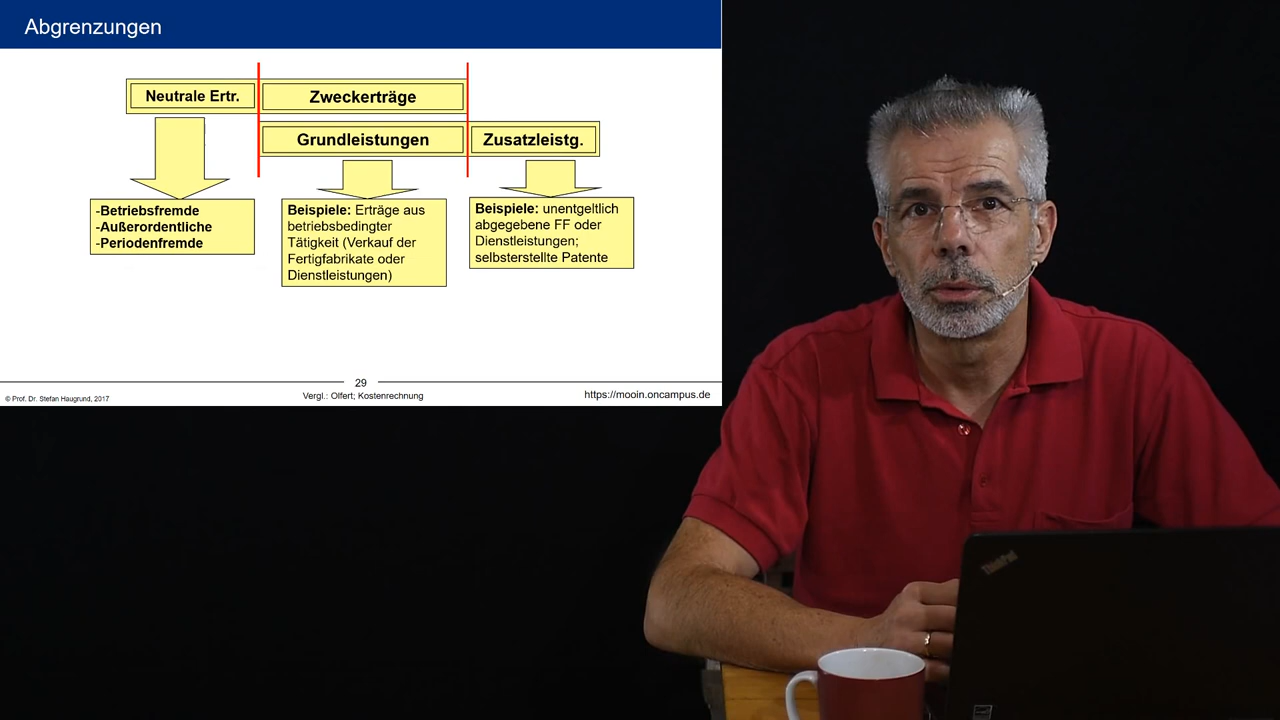 Abgrenzungen
Neutrale Ertr.
Zweckerträge
Grundleistungen
Zusatzleistg.
-Betriebsfremde
-Außerordentliche
-Periodenfremde
Beispiele: Erträge aus
betriebsbedingter
Tätigkeit (Verkauf der
Fertigfabrikate oder
Dienstleistungen)
Beispiele: unentgeltlich
abgegebene FF oder
Dienstleistungen;
selbsterstellte Patente
29
© Prof. Dr. Stefan Haugrund, 2017
Vergl.: Olfert; Kostenrechnung
https://mooin.oncampus.de
ThinkPad